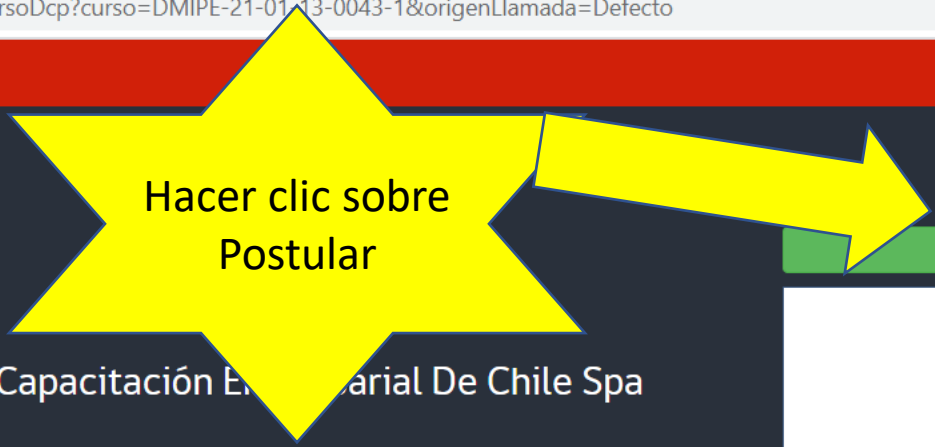 rsoDcp?curso=DMIPE-21-01-13-0043-1&origenLlamada=Defecto
Hacer clic sobre
Postular
Capacitación E arial De Chile Spa